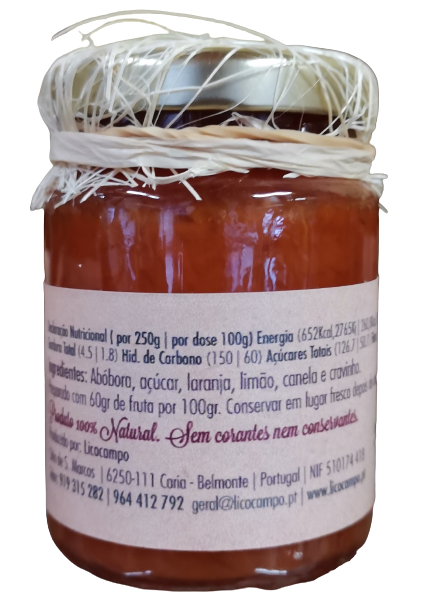 Nutricional ( por 250g | por dose 100g) Energia (652Kcal,2765Kj |
Total (4.5 | 1.8) Hid. de Carbono (150 | 60) Açúcares Totais (126.7 |
Ingredientes: Abóbora, açúcar, laranja, limão, canela e cravinho.
com 60gr de fruta por 100gr. Conservar em lugar fresco depois de
Produto 100% Natural. Sem corantes nem conservantes.
por: Licocampo
S. Marcos | 6250-111 Caria - Belmonte | Portugal | NIF 510174
919 315 282 | 964 412 792 geral@licocampo.pt | www.licocampo.pt